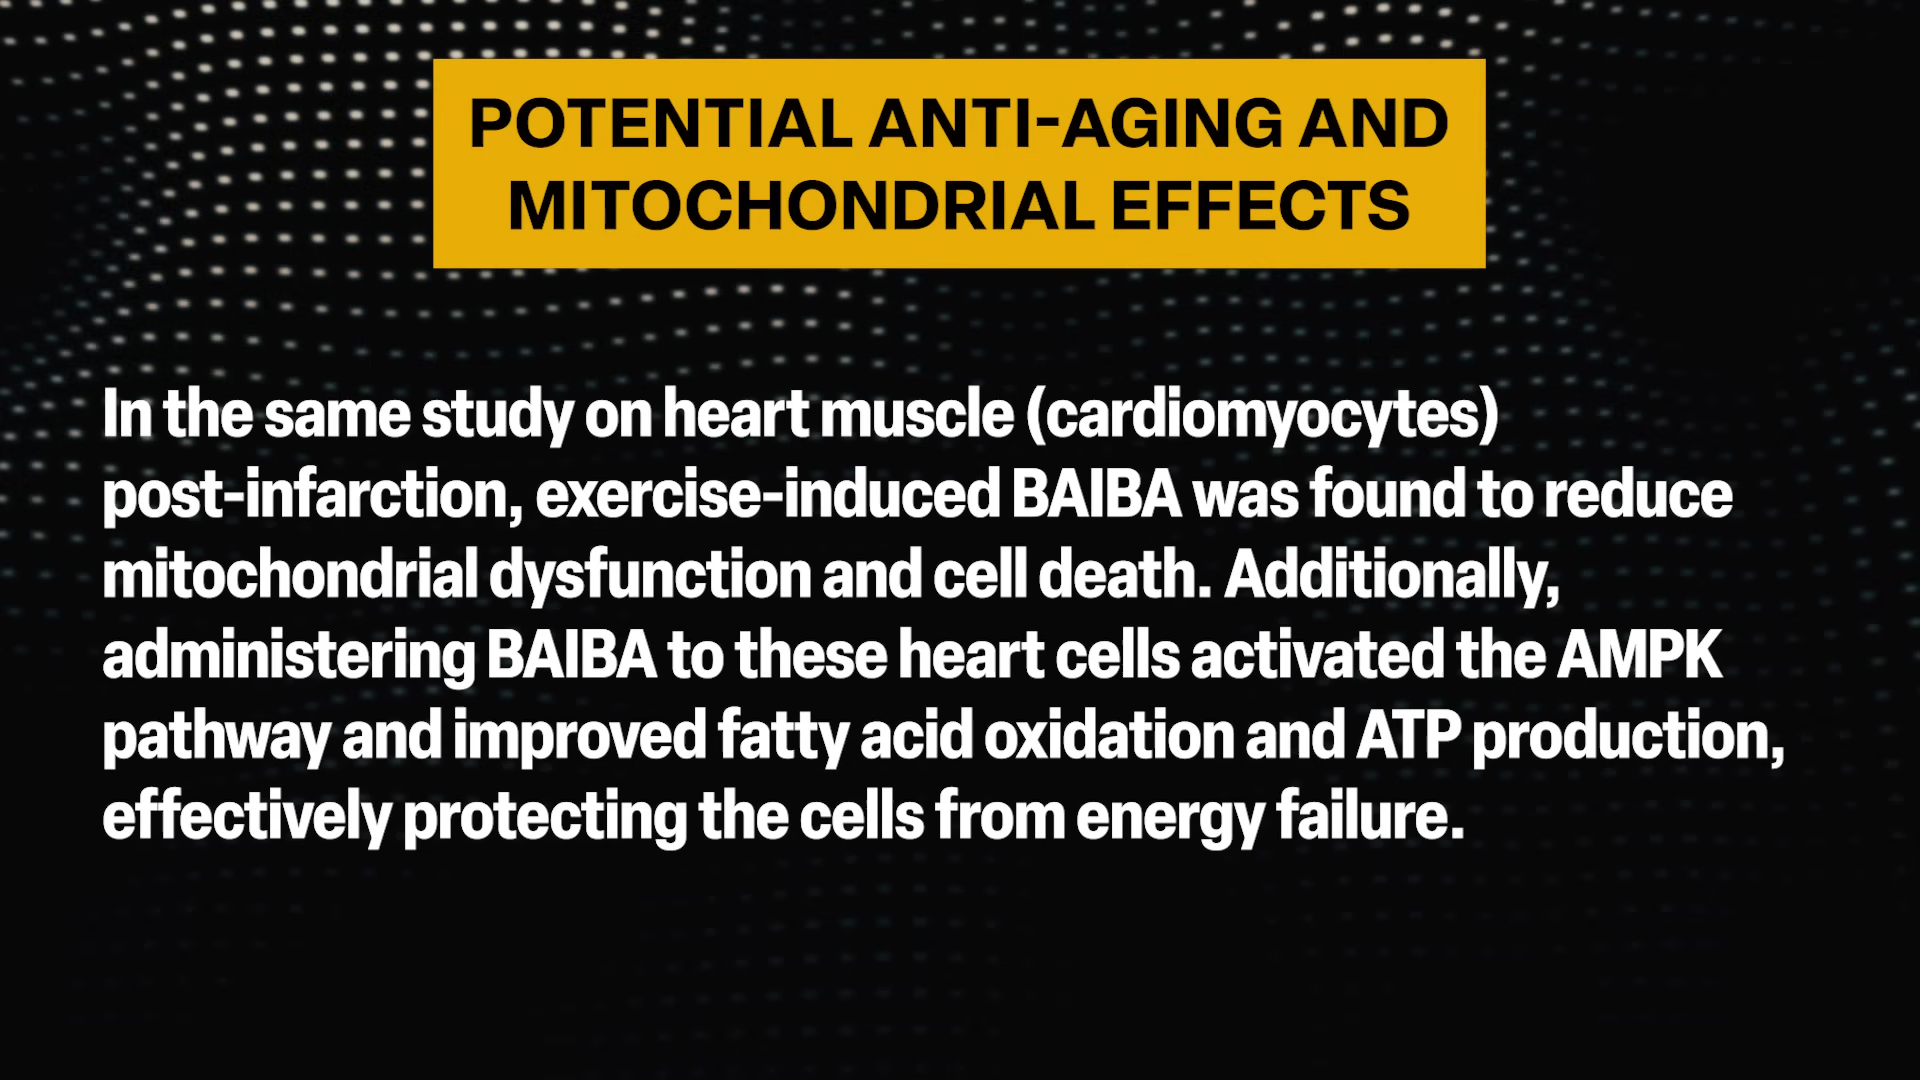 POTENTIAL ANTI-AGING AND
MITOCHONDRIAL EFFECTS
In the same study on heart muscle (cardiomyocytes)
post-infarction, exercise-induced BAIBA was found to reduce
mitochondrial dysfunction and cell death. Additionally,
administering BAIBA to these heart cells activated the AMPK
pathway and improved fatty acid oxidation and ATP production,
effectively protecting the cells from energy failure.